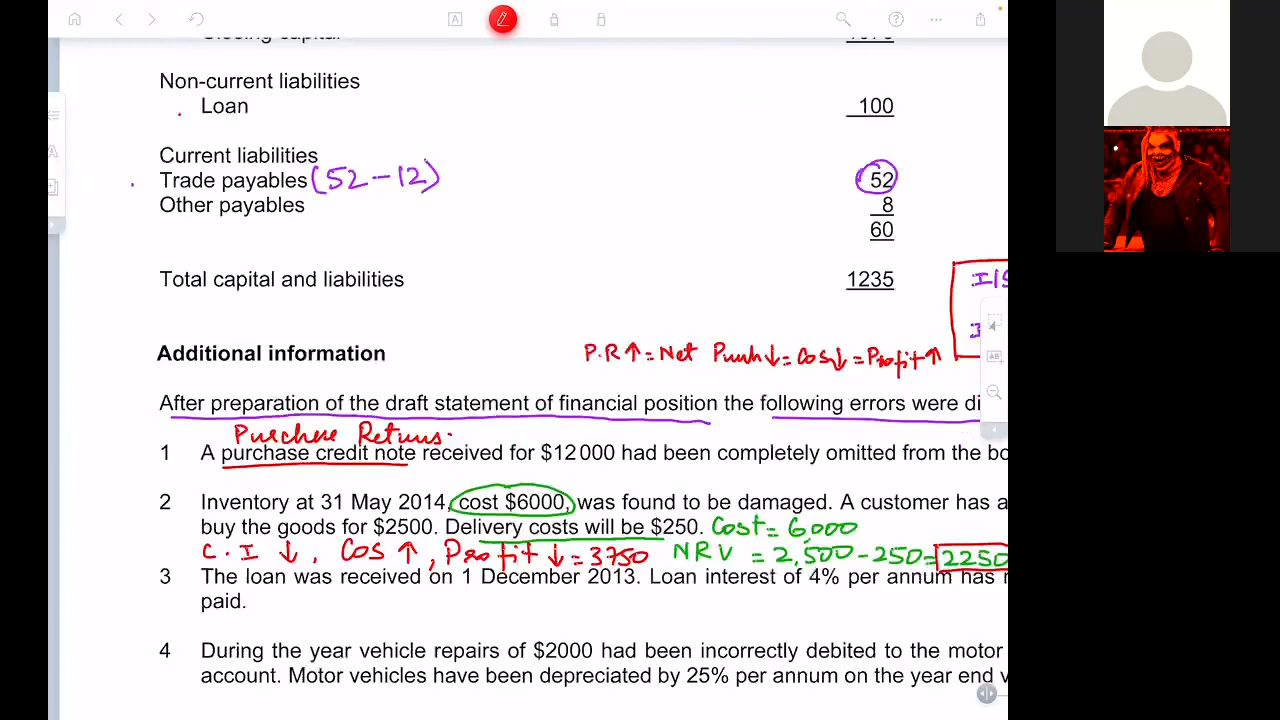 Non-current liabilities
Loan 100
Current liabilities
Trade payables (52-12) 52
Other payables 8
60
Total capital and liabilities 1235
I/S
Additional information
P.R ↑ = Net Purch ↓ = Cos ↓ = Profit ↑
After preparation of the draft statement of financial position the following errors were di
Purchase Returns.
1 A purchase credit note received for $12 000 had been completely omitted from the bo
2 Inventory at 31 May 2014, cost $6000, was found to be damaged. A customer has a
buy the goods for $2500. Delivery costs will be $250. Cost = 6,000
C.I ↓, Cos ↑, Profit ↓ = 3750 NRV = 2,500 - 250 = 2250
3 The loan was received on 1 December 2013. Loan interest of 4% per annum has
paid.
4 During the year vehicle repairs of $2000 had been incorrectly debited to the motor
account. Motor vehicles have been depreciated by 25% per annum on the year end v